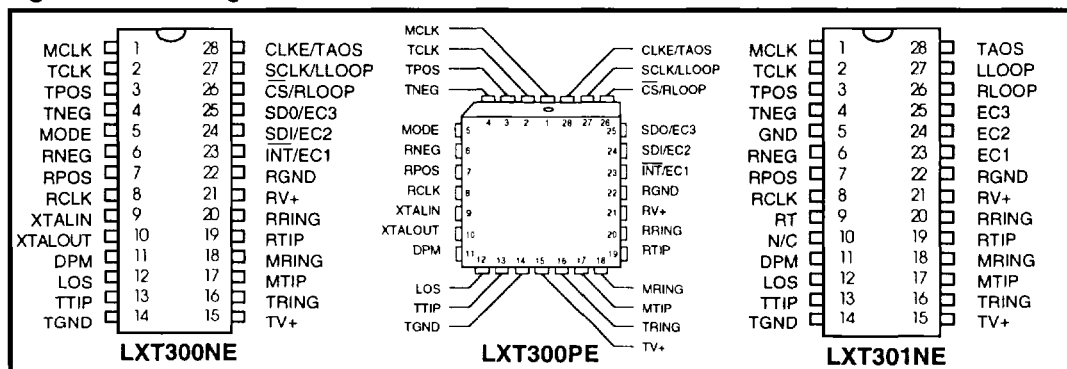 MCLK 1 28 CLKE/TAOS
TCLK 2 27 SCLK/LLOOP
TPOS 3 26 CS/RLOOP
TNEG 4 25 SD0/EC3
MODE 5 24 SDI/EC2
RNEG 6 23 INT/EC1
RPOS 7 22 RGND
RCLK 8 21 RV+
XTALIN 9 20 RRING
XTALOUT 10 19 RTIP
DPM 11 18 MRING
LOS 12 17 MTIP
TTIP 13 16 TRING
TGND 14 15 TV+
LXT300NE
MCLK
TCLK CLKE/TAOS
TPOS SCLK/LLOOP
TNEG CS/RLOOP
4 3 2 1 28 27 26
MODE 5 25 SDO/EC3
RNEG 6 24 SDI/EC2
RPOS 7 23 INT/EC1
RCLK 8 22 RGND
XTALIN 9 21 RV+
XTALOUT 10 20 RRING
DPM 11 19 RTIP
12 13 14 15 16 17 18
LOS MRING
TTIP MTIP
TGND TRING
TV+
LXT300PE
MCLK 1 28 TAOS
TCLK 2 27 LLOOP
TPOS 3 26 RLOOP
TNEG 4 25 EC3
GND 5 24 EC2
RNEG 6 23 EC1
RPOS 7 22 RGND
RCLK 8 21 RV+
RT 9 20 RRING
N/C 10 19 RTIP
DPM 11 18 MRING
LOS 12 17 MTIP
TTIP 13 16 TRING
TGND 14 15 TV+
LXT301NE